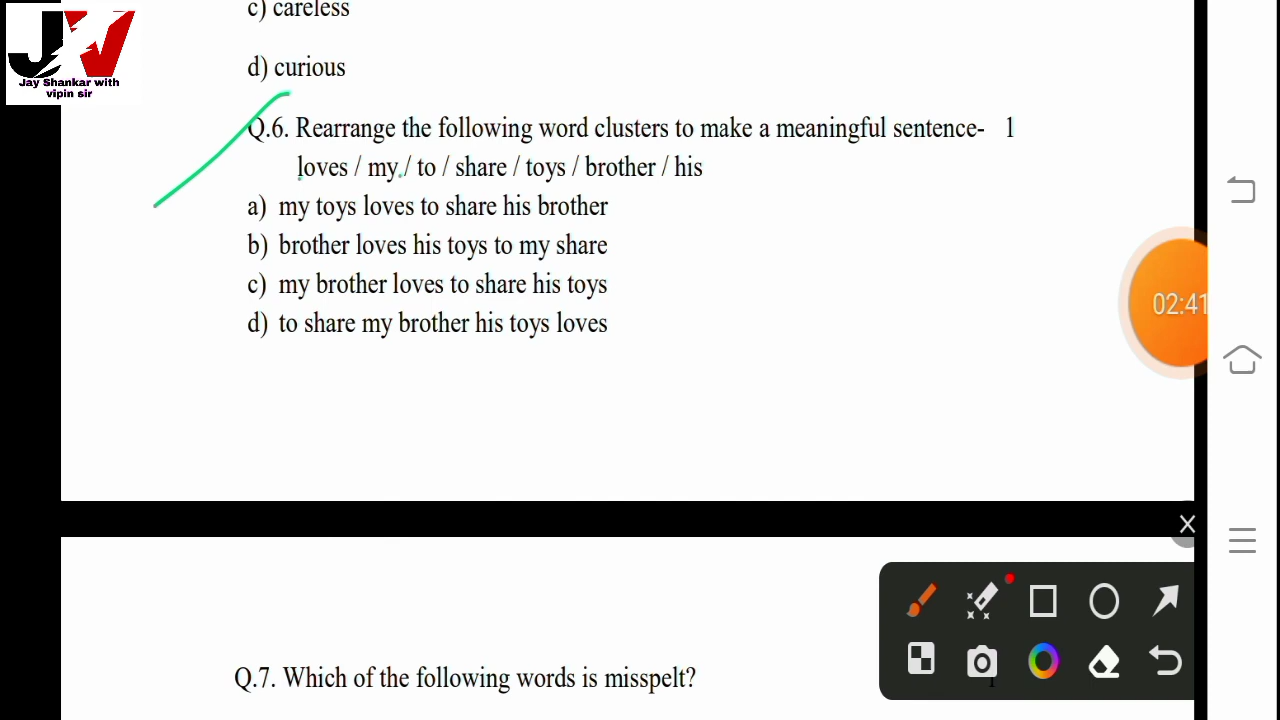 c) careless
JV
Jay Shankar with
vipin sir
d) curious
Q.6. Rearrange the following word clusters to make a meaningful sentence- 1
loves / my / to / share / toys / brother / his
a) my toys loves to share his brother
b) brother loves his toys to my share
c) my brother loves to share his toys
d) to share my brother his toys loves
02:41
Q.7. Which of the following words is misspelt?